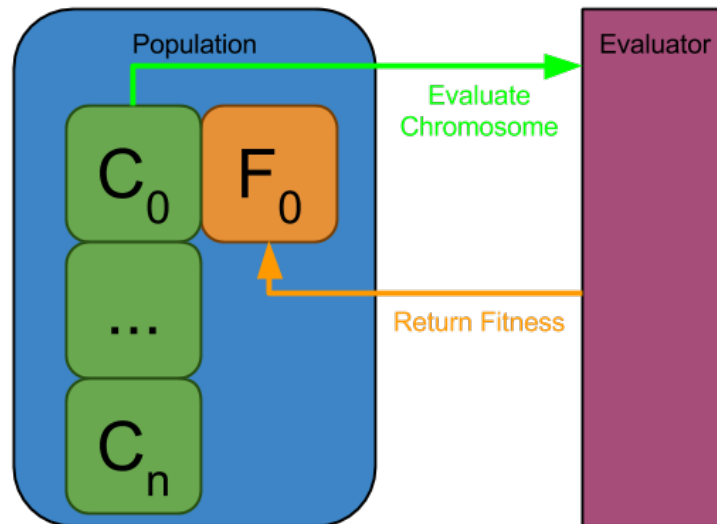 Population
Evaluator
Evaluate
Chromosome
C₀
F₀
...
Return Fitness
Cₙ